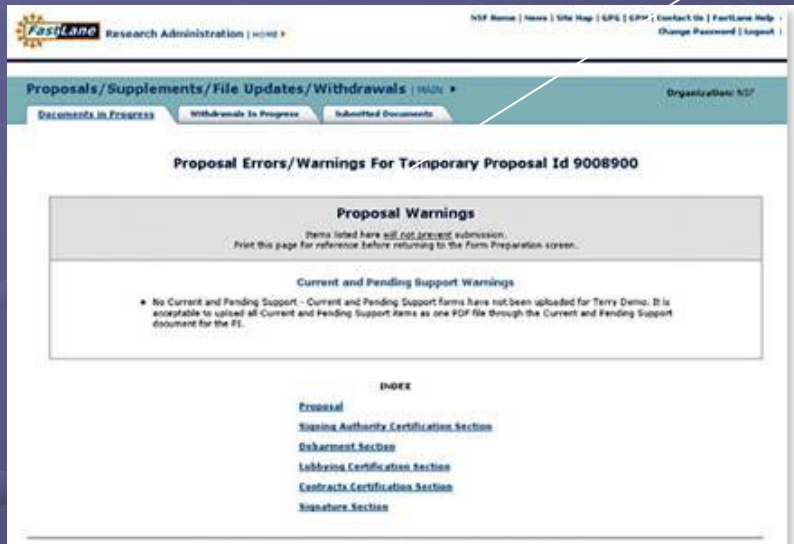 NSF Home | News | Site Map | GPG | GPM | Contact Us | FastLane Help
FastLane Research Administration | HOME
Change Password | Logout
Proposals/Supplements/File Updates/Withdrawals | MAIN
Organization: NSF
Documents in Progress Withdrawals In Progress Submitted Documents
Proposal Errors/Warnings For Temporary Proposal Id 9008900
Proposal Warnings
Items listed here will not prevent submission.
Print this page for reference before returning to the Form Preparation screen.
Current and Pending Support Warnings
• No Current and Pending Support - Current and Pending Support forms have not been uploaded for Terry Demo. It is
acceptable to upload all Current and Pending Support items as one PDF file through the Current and Pending Support
document for the PI.
INDEX
Proposal
Signing Authority Certification Section
Debarment Section
Lobbying Certification Section
Contracts Certification Section
Signature Section